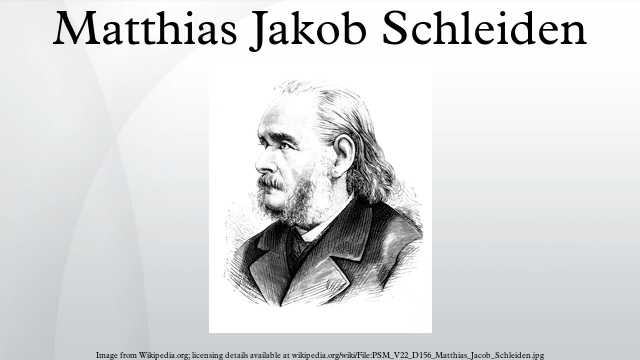 Matthias Jakob Schleiden
Image from Wikipedia.org; licensing details available at wikipedia.org/wiki/File:PSM_V22_D156_Matthias_Jacob_Schleiden.jpg